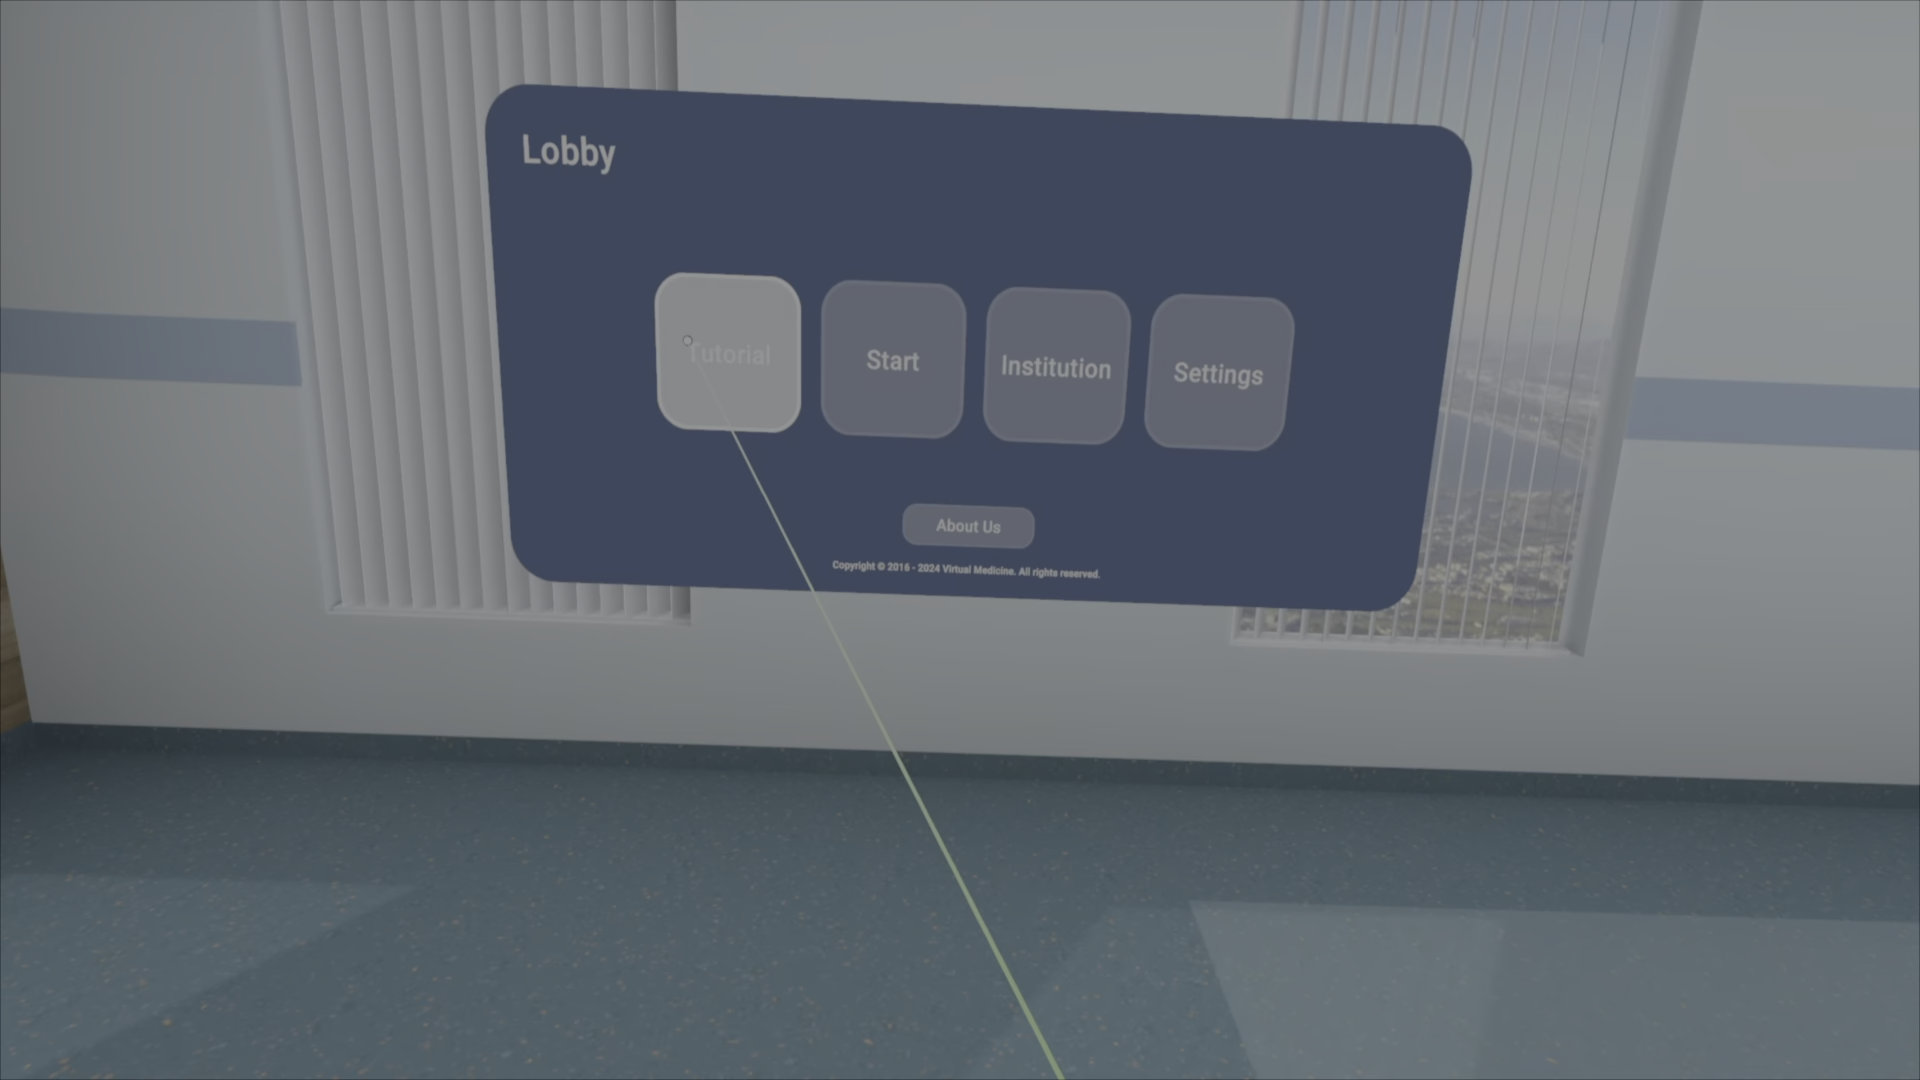 Lobby
Tutorial
Start
Institution
Settings
About Us
Copyright © 2016 - 2024 Virtual Medicine. All rights reserved.